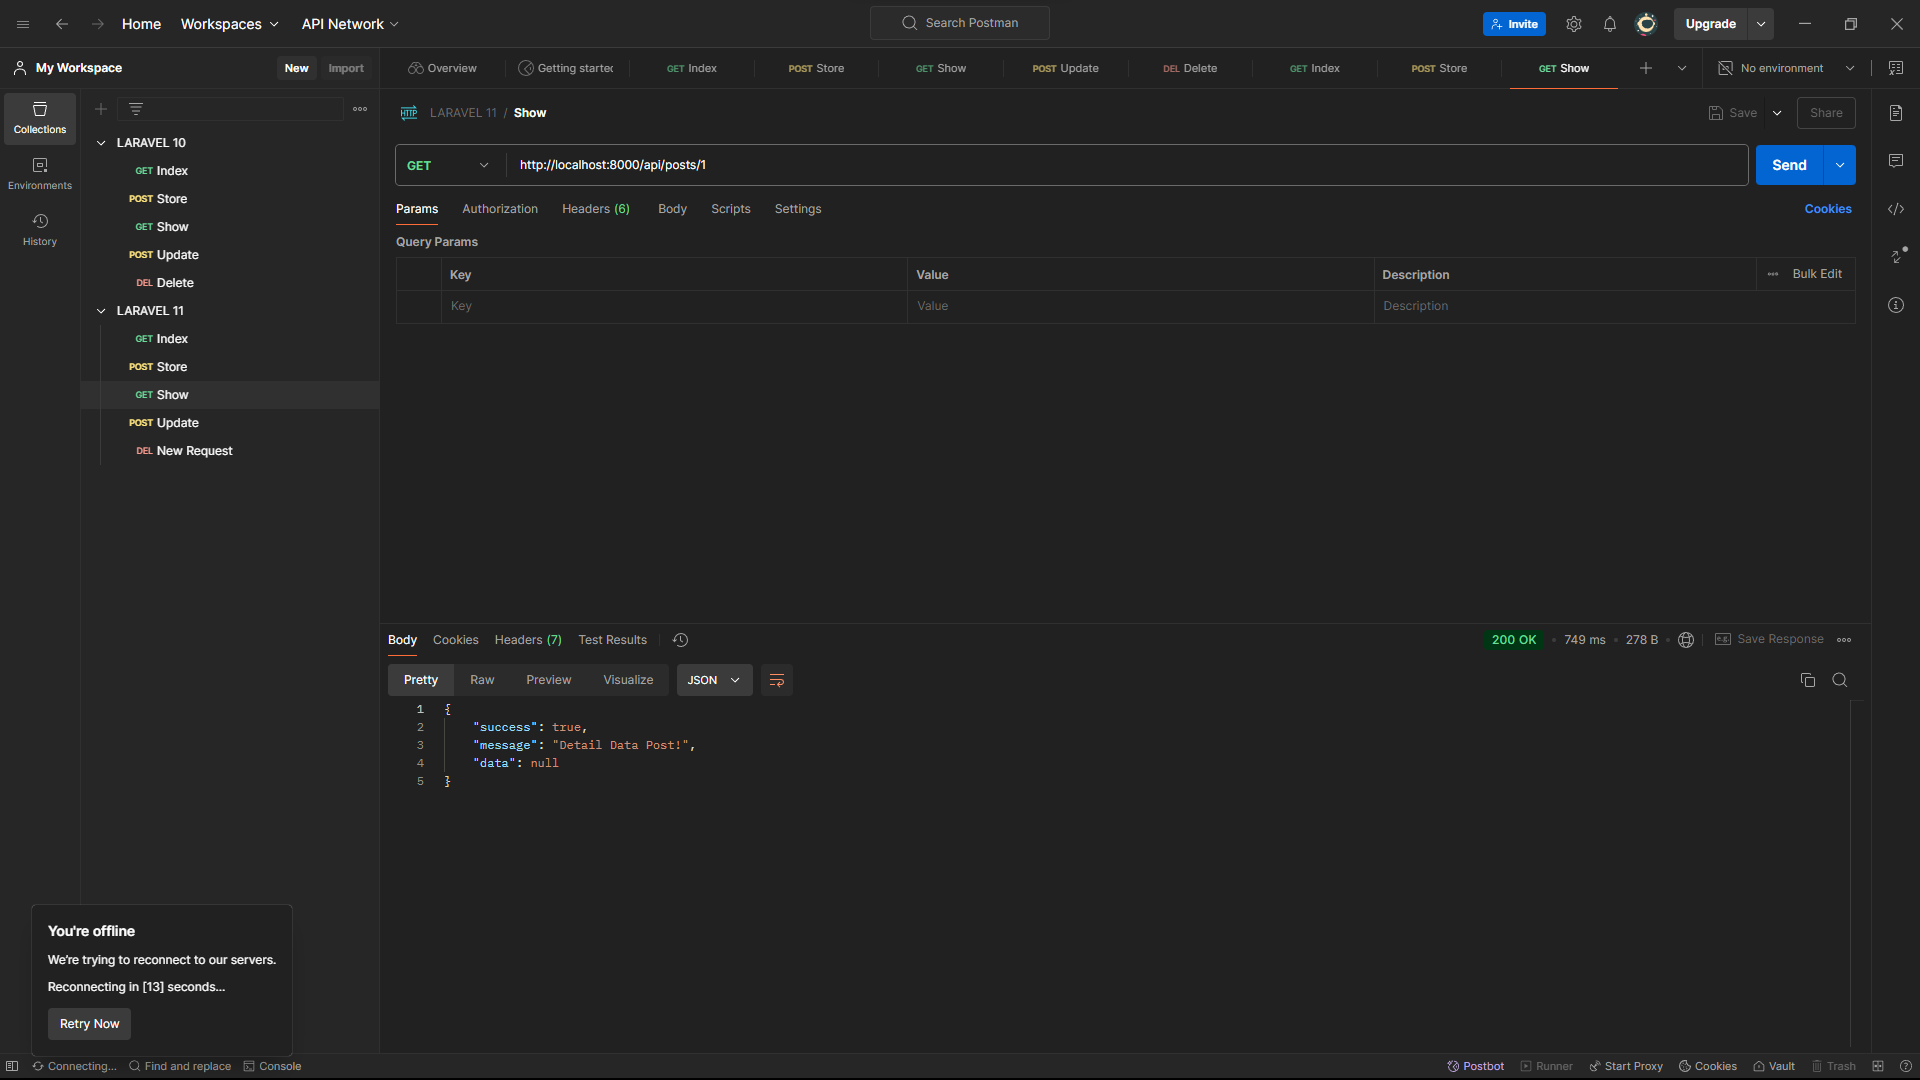 Home
Workspaces
API Network
Search Postman
Invite
Upgrade
My Workspace
New
Import
Overview
Getting started
GET Index
POST Store
GET Show
POST Update
DEL Delete
GET Index
POST Store
GET Show
No environment
Collections
Environments
History
LARAVEL 10
GET Index
POST Store
GET Show
POST Update
DEL Delete
LARAVEL 11
GET Index
POST Store
GET Show
POST Update
DEL New Request
HTTP LARAVEL 11 / Show
Save
Share
GET
http://localhost:8000/api/posts/1
Send
Params Authorization Headers (6) Body Scripts Settings
Cookies
Query Params
Key Value Description
Bulk Edit
Key Value Description
Body Cookies Headers (7) Test Results
200 OK • 749 ms • 278 B •
e.g. Save Response
Pretty Raw Preview Visualize
JSON
1 {
2 "success": true,
3 "message": "Detail Data Post!",
4 "data": null
5 }
You're offline
We're trying to reconnect to our servers.
Reconnecting in [13] seconds...
Retry Now
Connecting... Find and replace Console
Postbot Runner Start Proxy Cookies Vault Trash